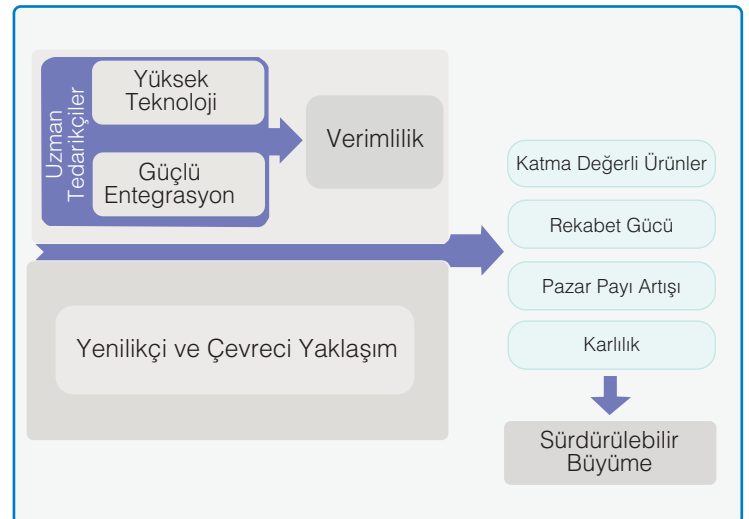 Uzman
Tedarikçiler
Yüksek
Teknoloji
Güçlü
Entegrasyon
Verimlilik
Yenilikçi ve Çevreci Yaklaşım
Katma Değerli Ürünler
Rekabet Gücü
Pazar Payı Artışı
Karlılık
Sürdürülebilir
Büyüme